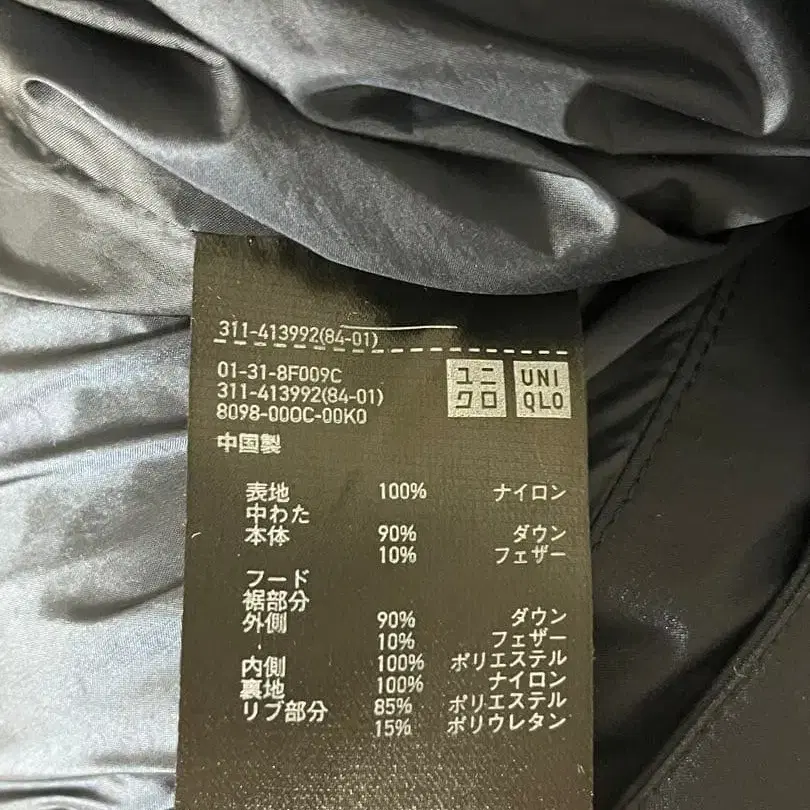 311-413992(84-01)
01-31-8F009C
311-413992(84-01)
8098-000C-00K0
ユニクロ
UNIQLO
中国製
表地 100% ナイロン
中わた
本体 90% ダウン
10% フェザー
フード
裾部分
外側 90% ダウン
10% フェザー
内側 100% ポリエステル
裏地 100% ナイロン
リブ部分 85% ポリエステル
15% ポリウレタン